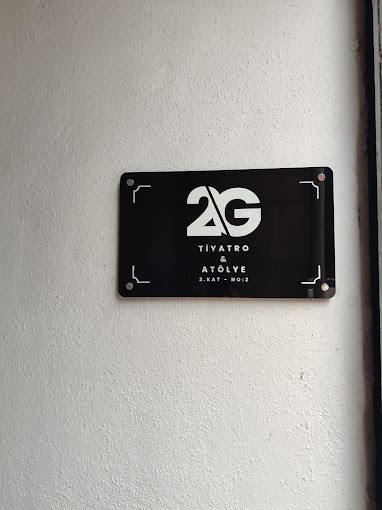 2G
TİYATRO
&
ATÖLYE
2.KAT - NO:2